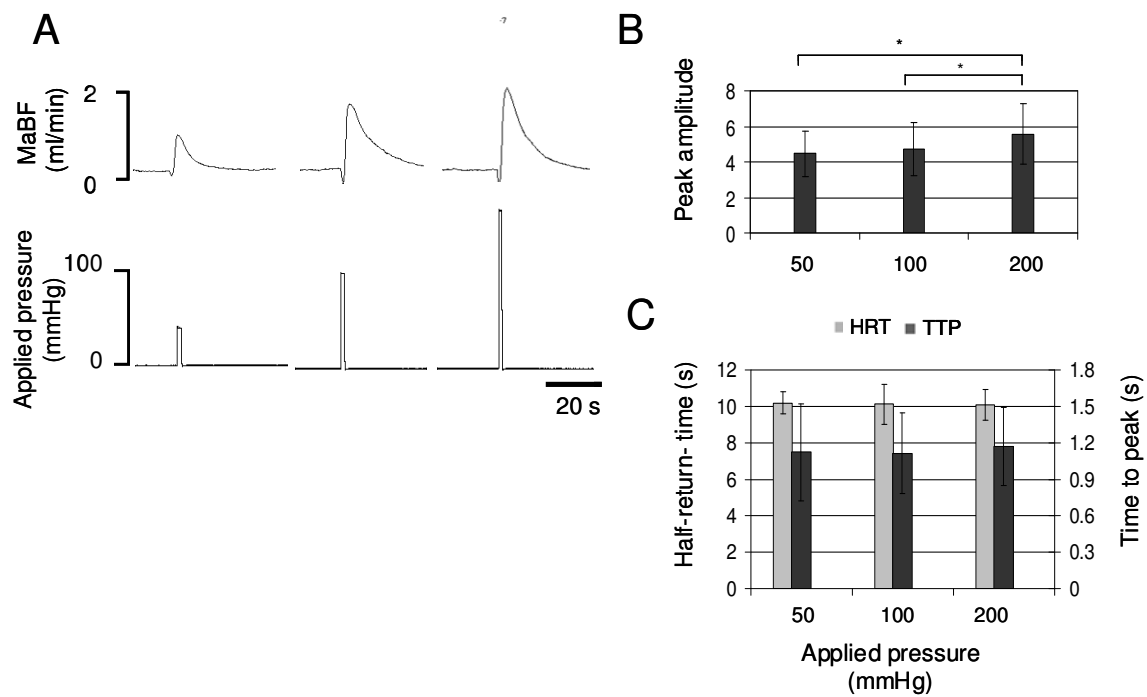 A
MaBF
(ml/min)
2
0
Applied pressure
(mmHg)
100
0
20 s
B
*
*
Peak amplitude
8
6
4
2
0
50 100 200
C
HRT TTP
Half-return- time (s)
12
10
8
6
4
2
0
Time to peak (s)
1.8
1.5
1.2
0.9
0.6
0.3
0
50 100 200
Applied pressure
(mmHg)